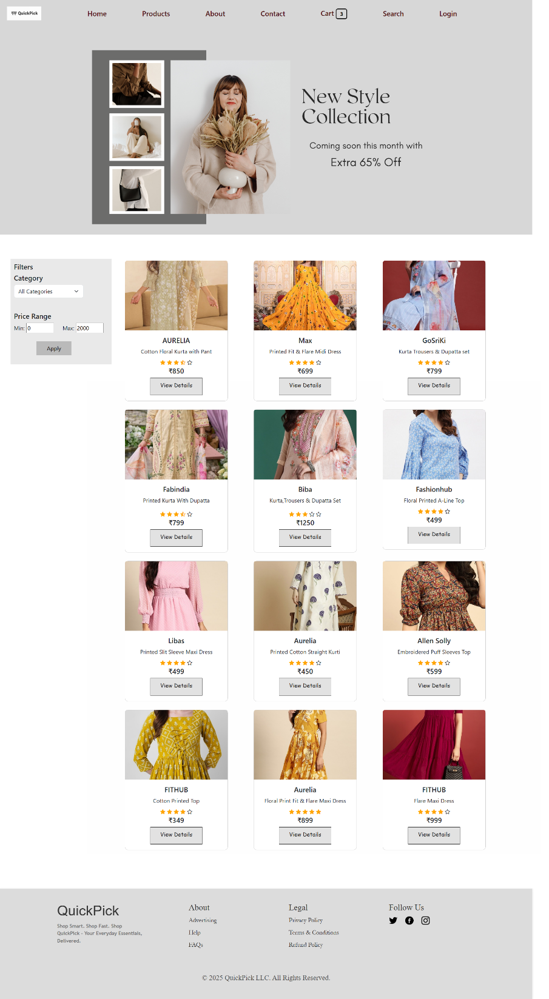 QuickPick
Home
Products
About
Contact
Cart 3
Search
Login
New Style
Collection
Coming soon this month with
Extra 65% Off
Filters
Category
All Categories
Price Range
Min: 0 Max: 2000
Apply
AURELIA
Cotton Floral Kurta with Pant
₹850
View Details
Max
Printed Fit & Flare Midi Dress
₹699
View Details
GoSriKi
Kurta Trousers & Dupatta set
₹799
View Details
Fabindia
Printed Kurta With Dupatta
₹799
View Details
Biba
Kurta,Trousers & Dupatta Set
₹1250
View Details
Fashionhub
Floral Printed A-Line Top
₹499
View Details
Libas
Printed Slit Sleeve Maxi Dress
₹499
View Details
Aurelia
Printed Cotton Straight Kurti
₹450
View Details
Allen Solly
Embroidered Puff Sleeves Top
₹599
View Details
FITHUB
Cotton Printed Top
₹349
View Details
Aurelia
Floral Print Fit & Flare Maxi Dress
₹899
View Details
FITHUB
Flare Maxi Dress
₹999
View Details
QuickPick
Shop Smart. Shop Fast. Shop
QuickPick - Your Everyday Essentials,
Delivered.
About
Advertising
Help
FAQs
Legal
Privacy Policy
Terms & Conditions
Refund Policy
Follow Us
© 2025 QuickPick LLC. All Rights Reserved.